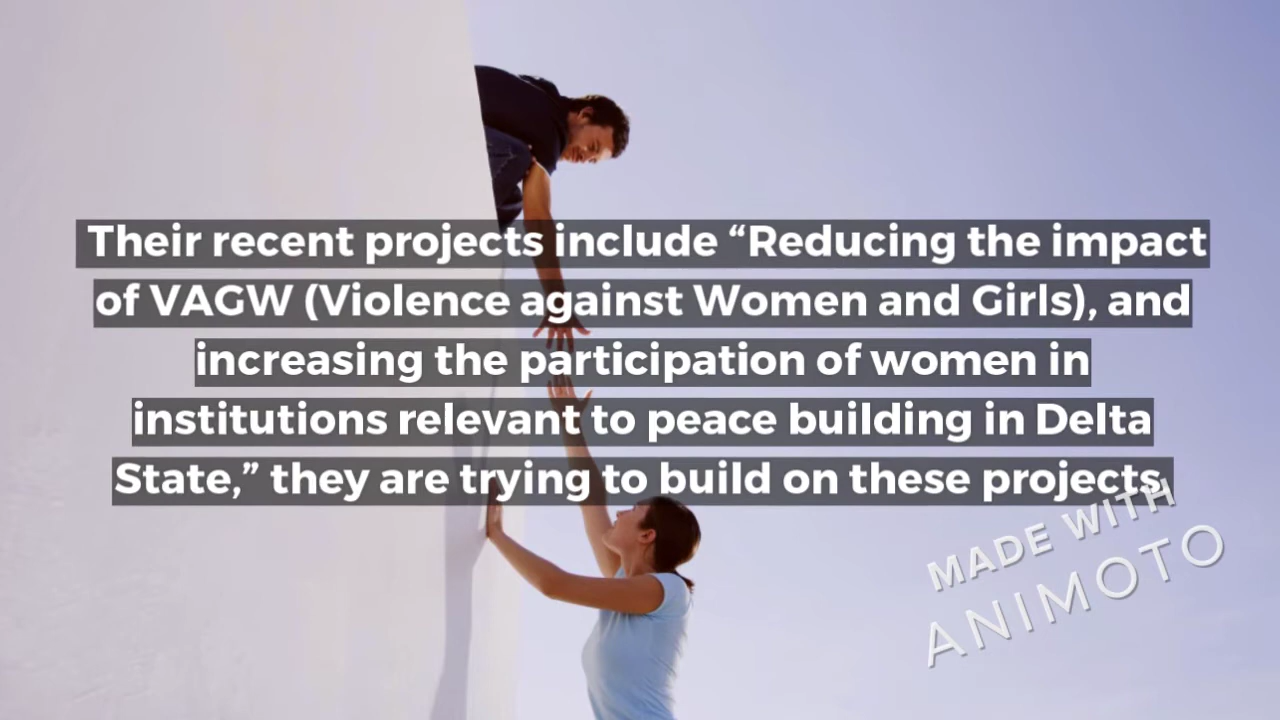 Their recent projects include “Reducing the impact
of VAGW (Violence against Women and Girls), and
increasing the participation of women in
institutions relevant to peace building in Delta
State,” they are trying to build on these projects.
MADE WITH
ANIMOTO